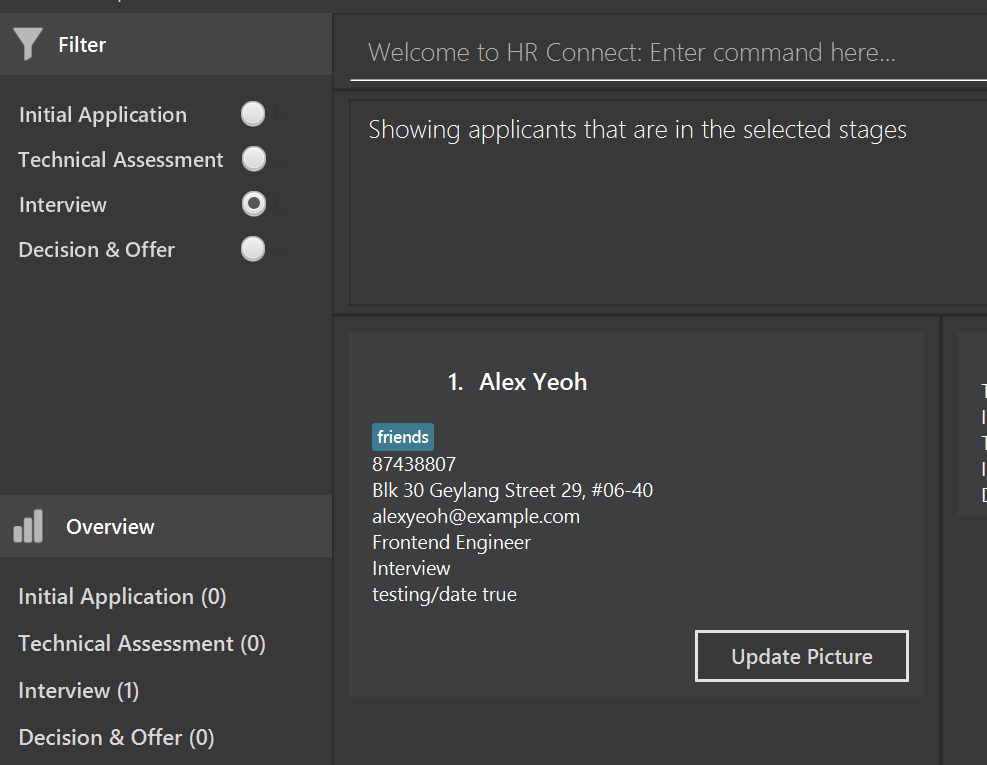 Filter
Initial Application
Technical Assessment
Interview
Decision & Offer
Overview
Initial Application (0)
Technical Assessment (0)
Interview (1)
Decision & Offer (0)
Welcome to HR Connect: Enter command here...
Showing applicants that are in the selected stages
1. Alex Yeoh
friends
87438807
Blk 30 Geylang Street 29, #06-40
alexyeoh@example.com
Frontend Engineer
Interview
testing/date true
Update Picture